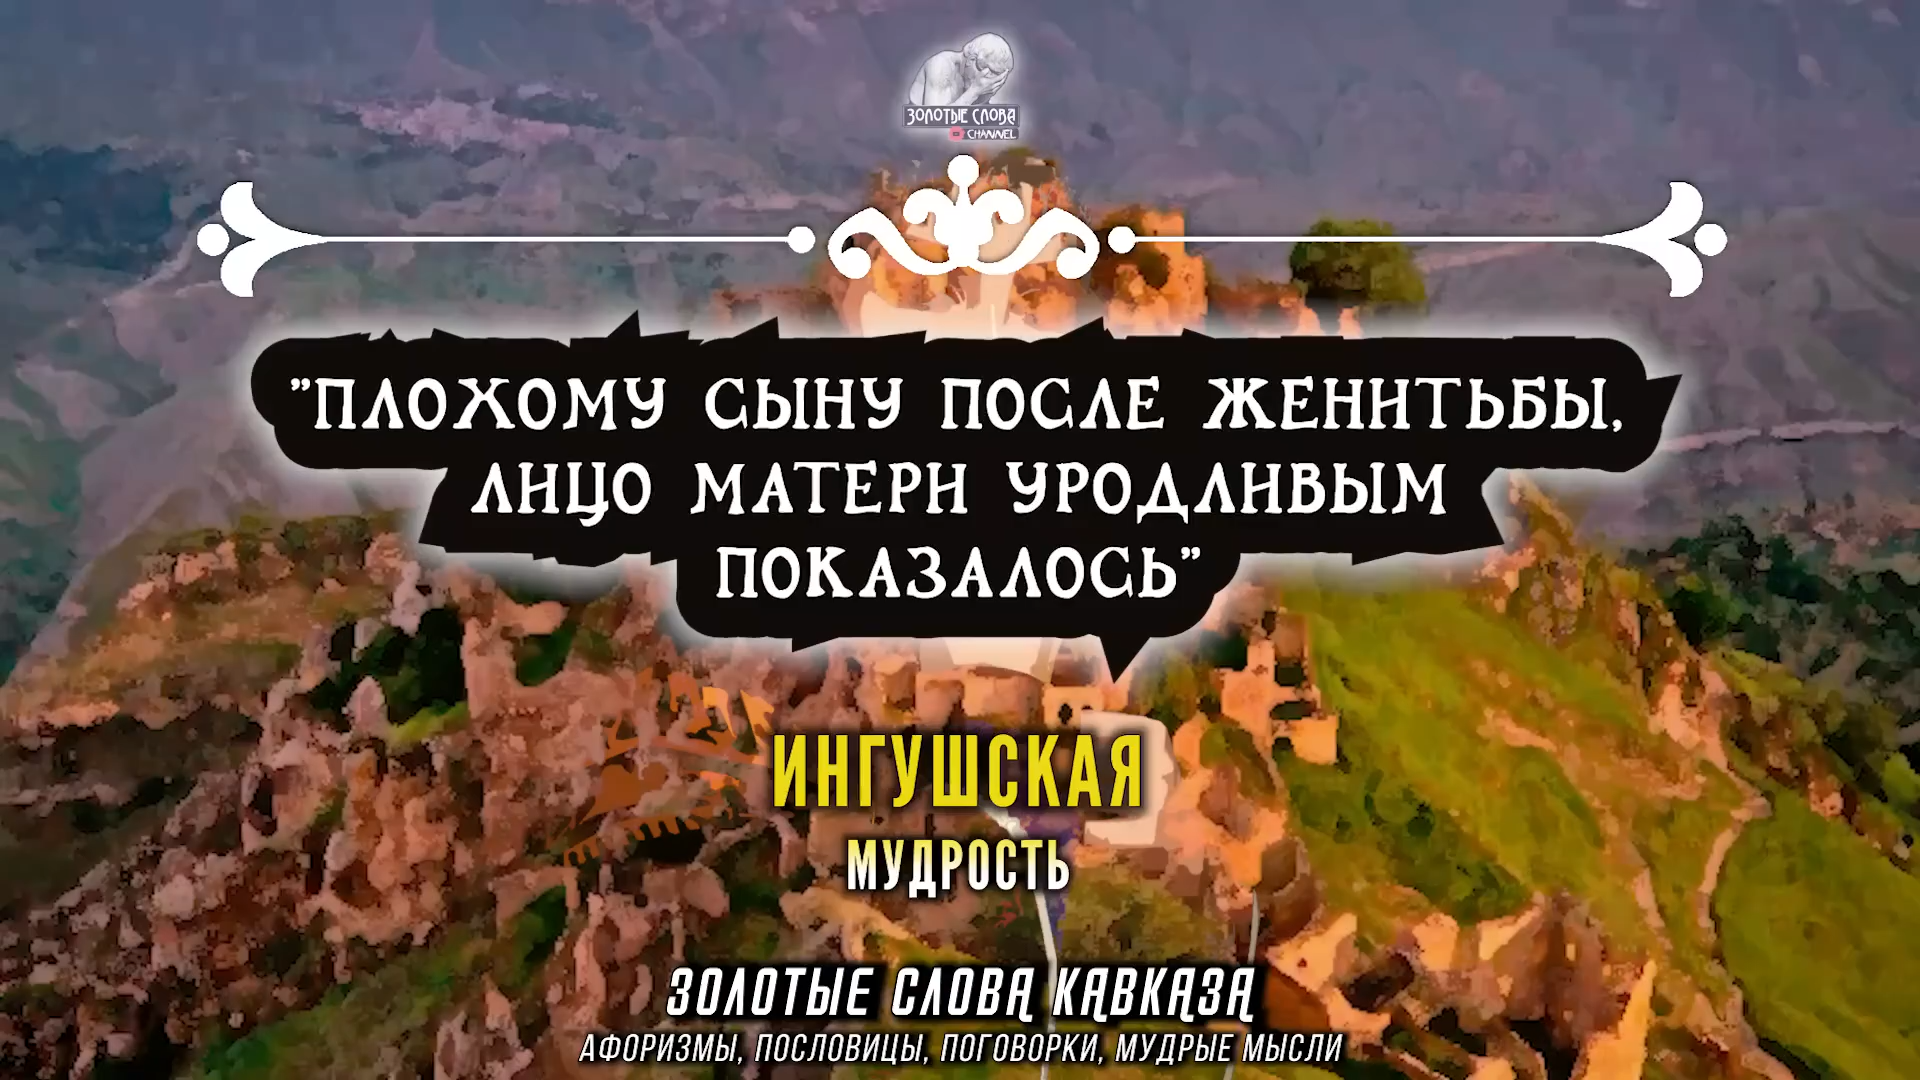 ЗОЛОТЫЕ СЛОВА
CHANNEL
"ПЛОХОМУ СЫНУ ПОСЛЕ ЖЕНИТЬБЫ,
ЛИЦО МАТЕРИ УРОДЛИВЫМ
ПОКАЗАЛОСЬ"
ИНГУШСКАЯ
МУДРОСТЬ
ЗОЛОТЫЕ СЛОВА КАВКАЗА
АФОРИЗМЫ, ПОСЛОВИЦЫ, ПОГОВОРКИ, МУДРЫЕ МЫСЛИ